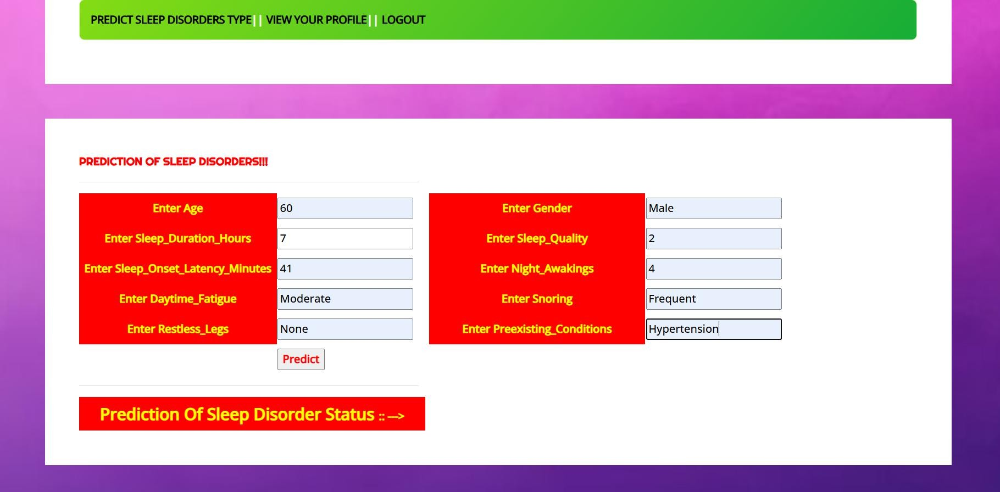 PREDICT SLEEP DISORDERS TYPE|| VIEW YOUR PROFILE|| LOGOUT
PREDICTION OF SLEEP DISORDERS!!!
Enter Age 60 Enter Gender Male
Enter Sleep_Duration_Hours 7 Enter Sleep_Quality 2
Enter Sleep_Onset_Latency_Minutes 41 Enter Night_Awakings 4
Enter Daytime_Fatigue Moderate Enter Snoring Frequent
Enter Restless_Legs None Enter Preexisting_Conditions Hypertension
Predict
Prediction Of Sleep Disorder Status :: --->